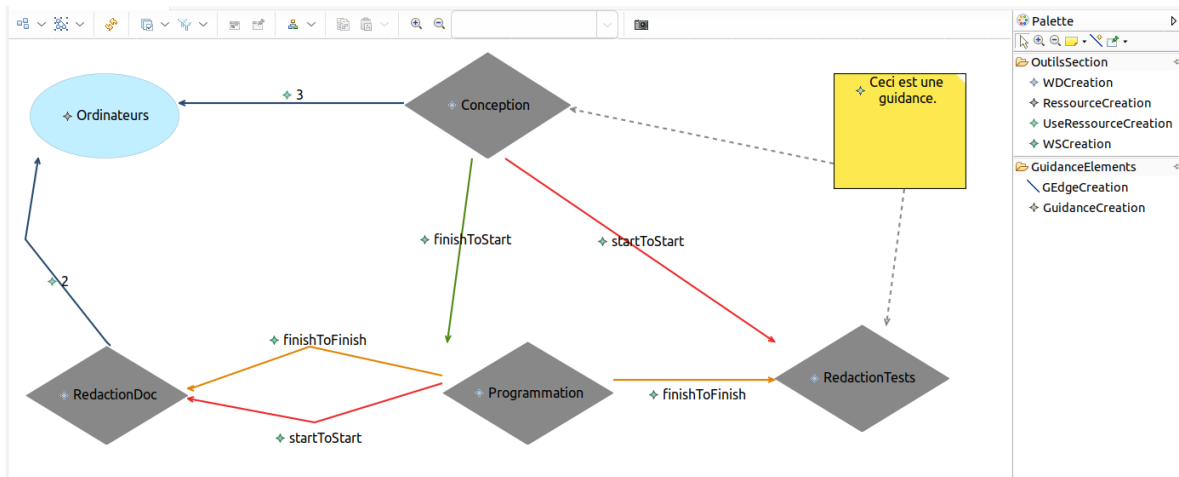 Palette
OutilsSection
WDCreation
RessourceCreation
UseRessourceCreation
WSCreation
GuidanceElements
GEdgeCreation
GuidanceCreation
Ordinateurs
3
Conception
Ceci est une
guidance.
finishToStart
startToStart
2
finishToFinish
RedactionDoc
Programmation
RedactionTests
finishToFinish
startToStart